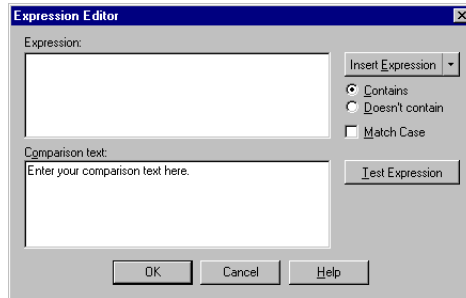 Expression Editor
Expression:
Insert Expression
Contains
Doesn't contain
Match Case
Comparison text:
Enter your comparison text here.
Test Expression
OK
Cancel
Help